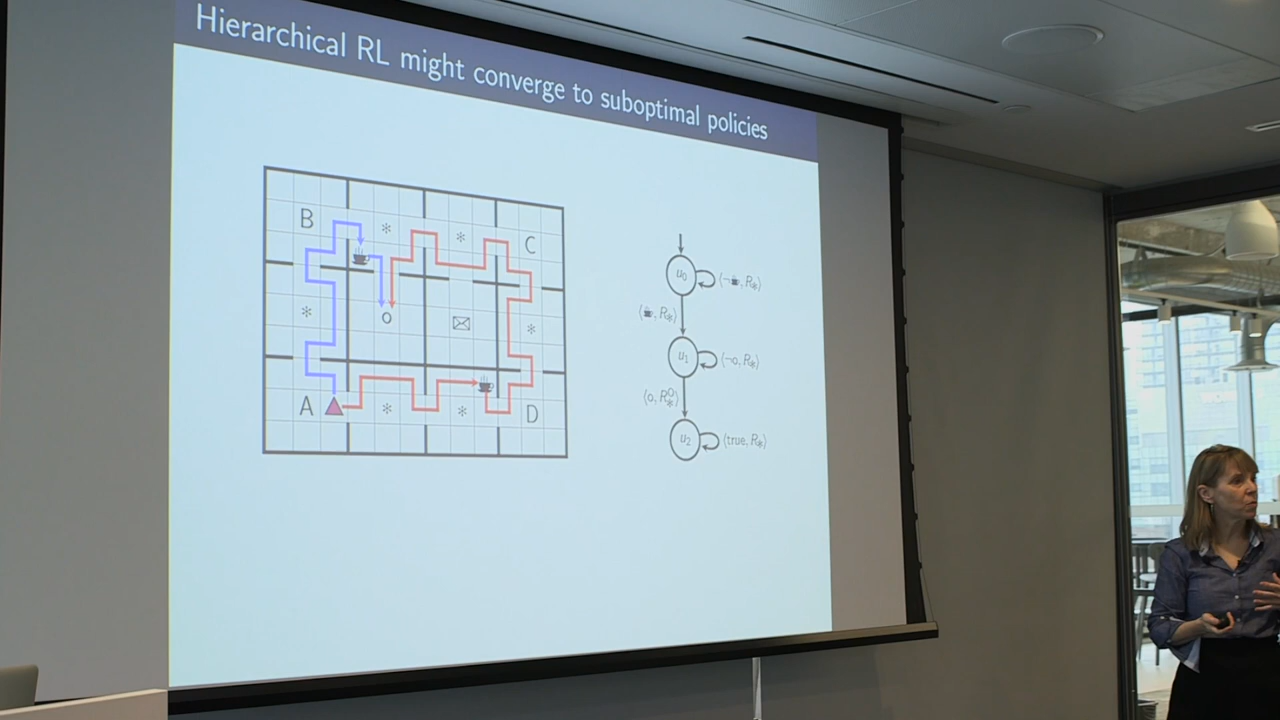 Hierarchical RL might converge to suboptimal policies
B
*
*
C
*
o
*
A
*
*
D
u₀
⟨¬☕, R*⟩
⟨☕, R*⟩
u₁
⟨¬o, R*⟩
⟨o, R*ᴼ⟩
u₂
⟨true, R*⟩